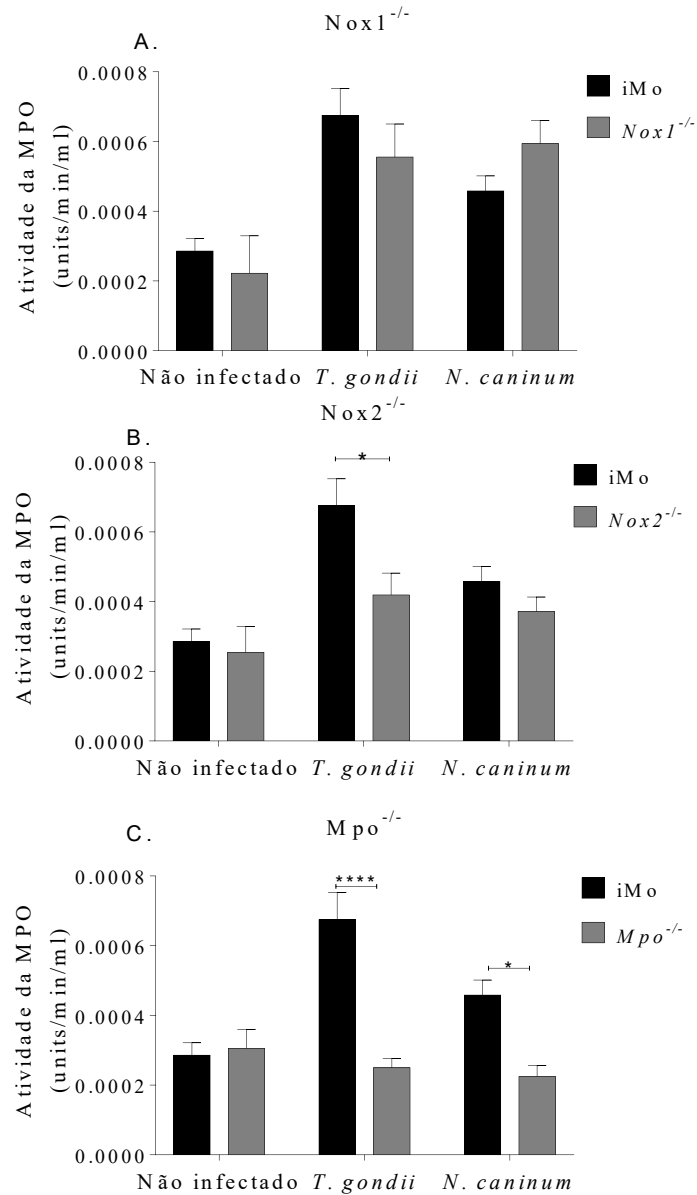 Nox1-/-
A.
Atividade da MPO
(units/min/ml)
0.0008
0.0006
0.0004
0.0002
0.0000
iMo
Nox1-/-
Não infectado T. gondii N. caninum
Nox2-/-
B.
Atividade da MPO
(units/min/ml)
0.0008
0.0006
0.0004
0.0002
0.0000
*
iMo
Nox2-/-
Não infectado T. gondii N. caninum
C.
Mpo-/-
Atividade da MPO
(units/min/ml)
0.0008
0.0006
0.0004
0.0002
0.0000
****
*
iMo
Mpo-/-
Não infectado T. gondii N. caninum